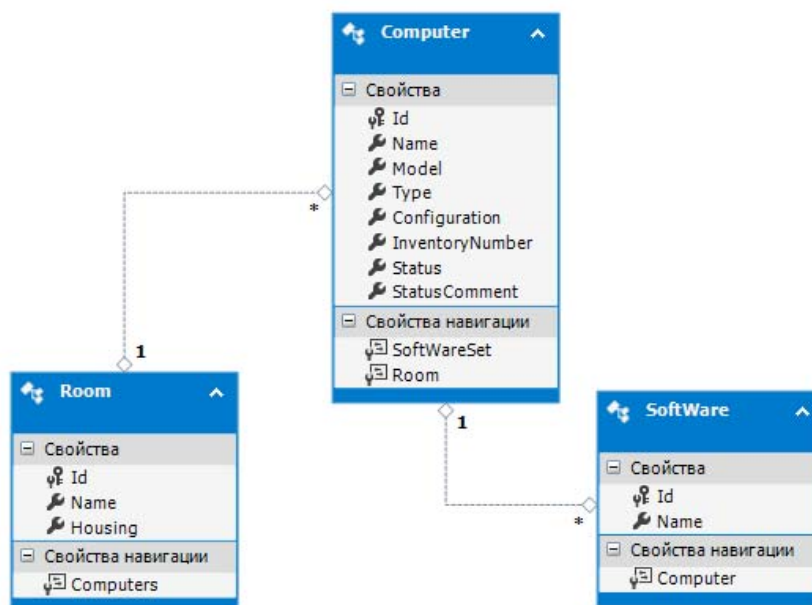 Computer
Свойства
Id
Name
Model
Type
Configuration
InventoryNumber
Status
StatusComment
Свойства навигации
SoftWareSet
Room
*
1
Room
Свойства
Id
Name
Housing
Свойства навигации
Computers
1
*
SoftWare
Свойства
Id
Name
Свойства навигации
Computer